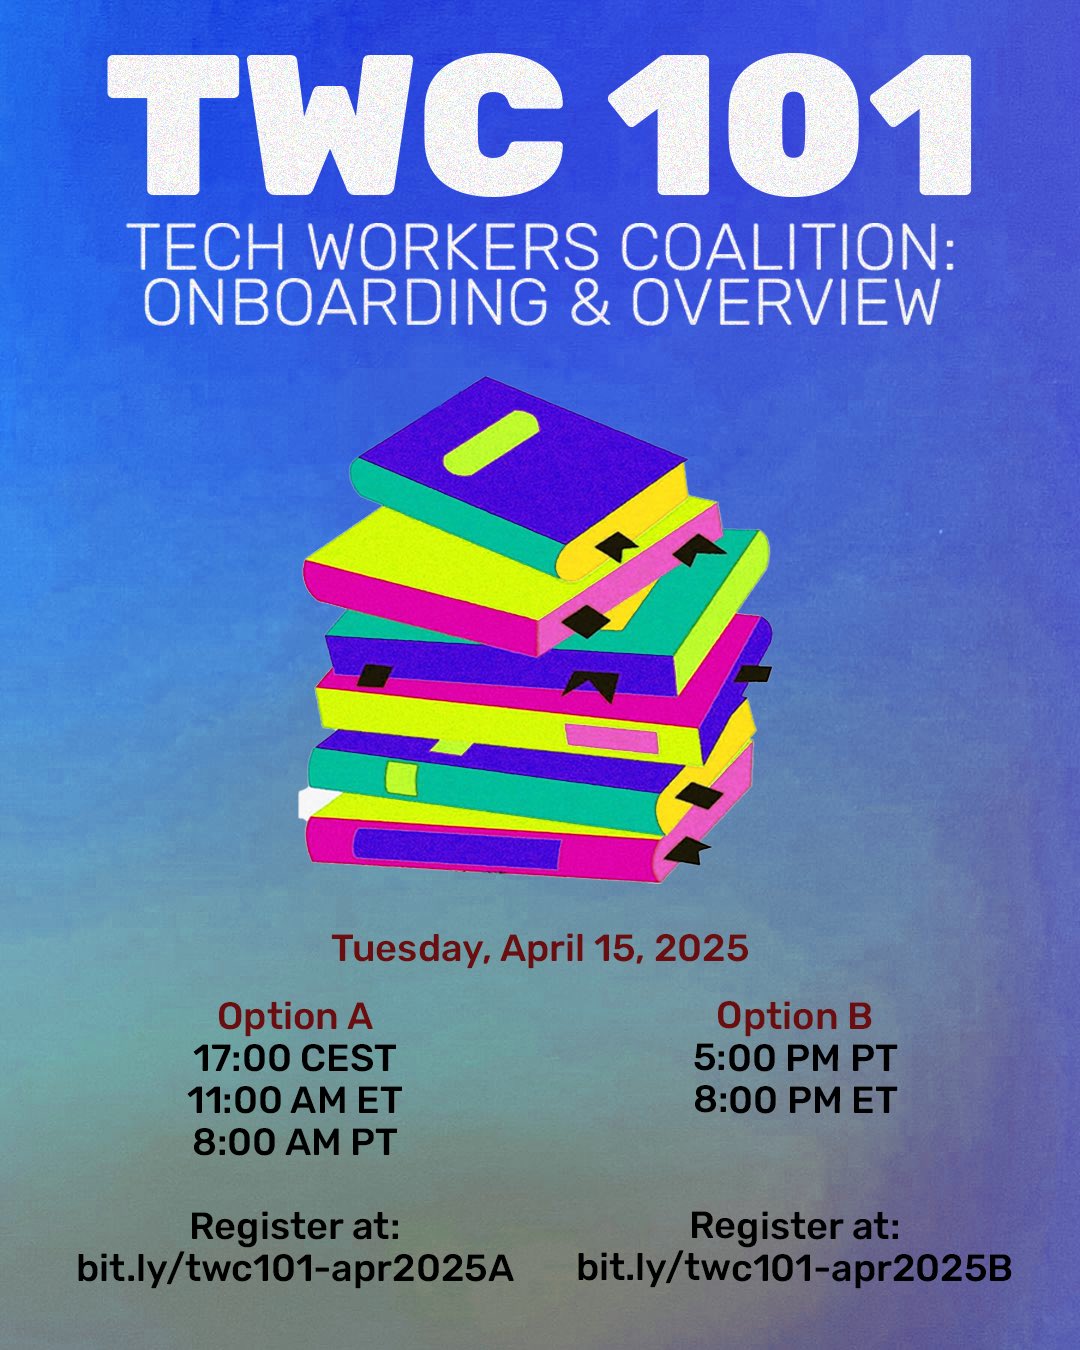 TWC 101
TECH WORKERS COALITION:
ONBOARDING & OVERVIEW
Tuesday, April 15, 2025
Option A
17:00 CEST
11:00 AM ET
8:00 AM PT
Register at:
bit.ly/twc101-apr2025A
Option B
5:00 PM PT
8:00 PM ET
Register at:
bit.ly/twc101-apr2025B